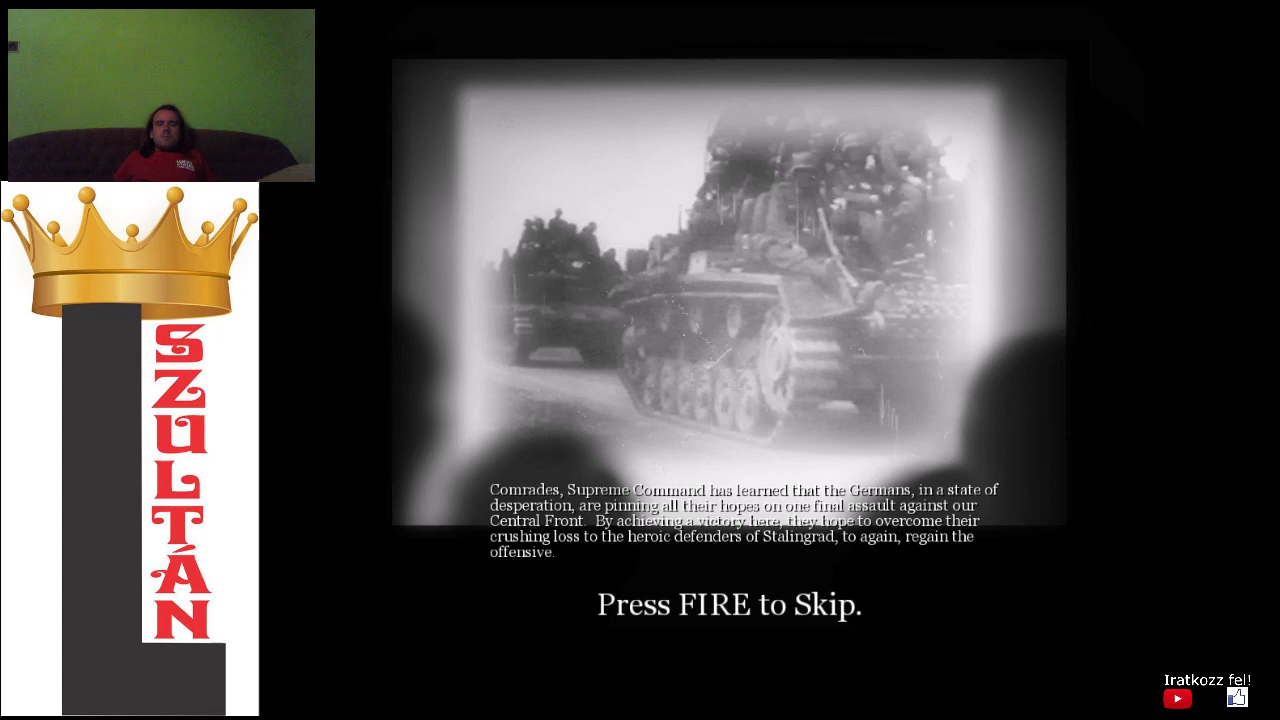 SZULTÁN
Comrades, Supreme Command has learned that the Germans, in a state of
desperation, are pinning all their hopes on one final assault against our
Central Front.  By achieving a victory here, they hope to overcome their
crushing loss to the heroic defenders of Stalingrad, to again, regain the
offensive.
Press FIRE to Skip.
Iratkozz fel!